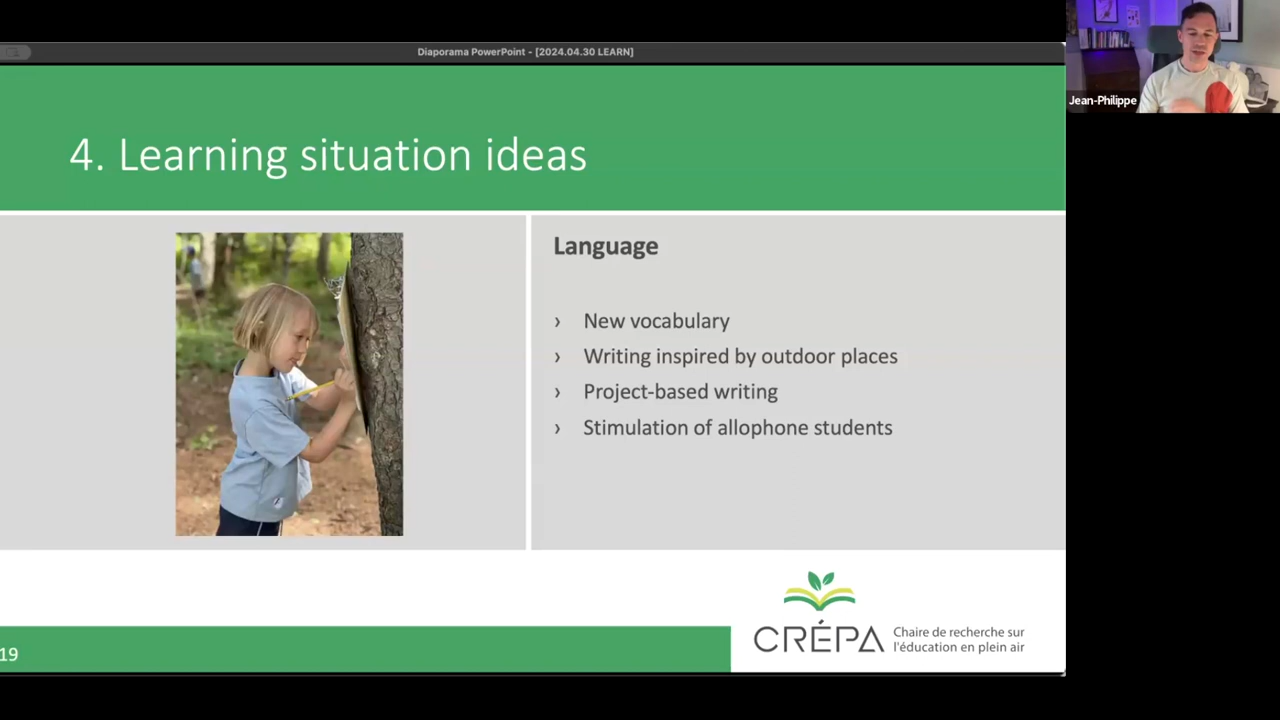 Diaporama PowerPoint - [2024.04.30 LEARN]
Jean-Philippe
4. Learning situation ideas
Language
› New vocabulary
› Writing inspired by outdoor places
› Project-based writing
› Stimulation of allophone students
CRÉPA
Chaire de recherche sur
l'éducation en plein air
19